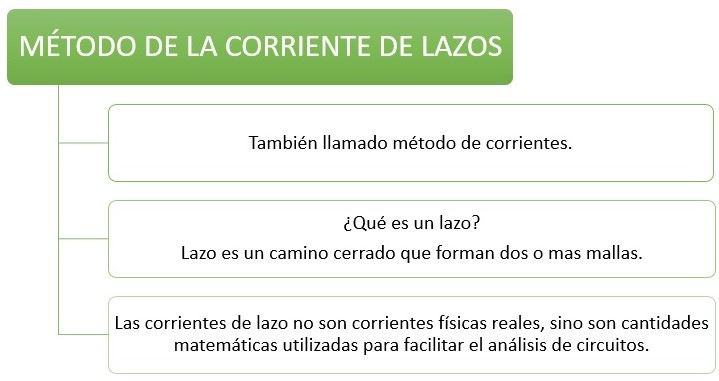 MÉTODO DE LA CORRIENTE DE LAZOS
También llamado método de corrientes.
¿Qué es un lazo?
Lazo es un camino cerrado que forman dos o mas mallas.
Las corrientes de lazo no son corrientes físicas reales, sino son cantidades
matemáticas utilizadas para facilitar el análisis de circuitos.